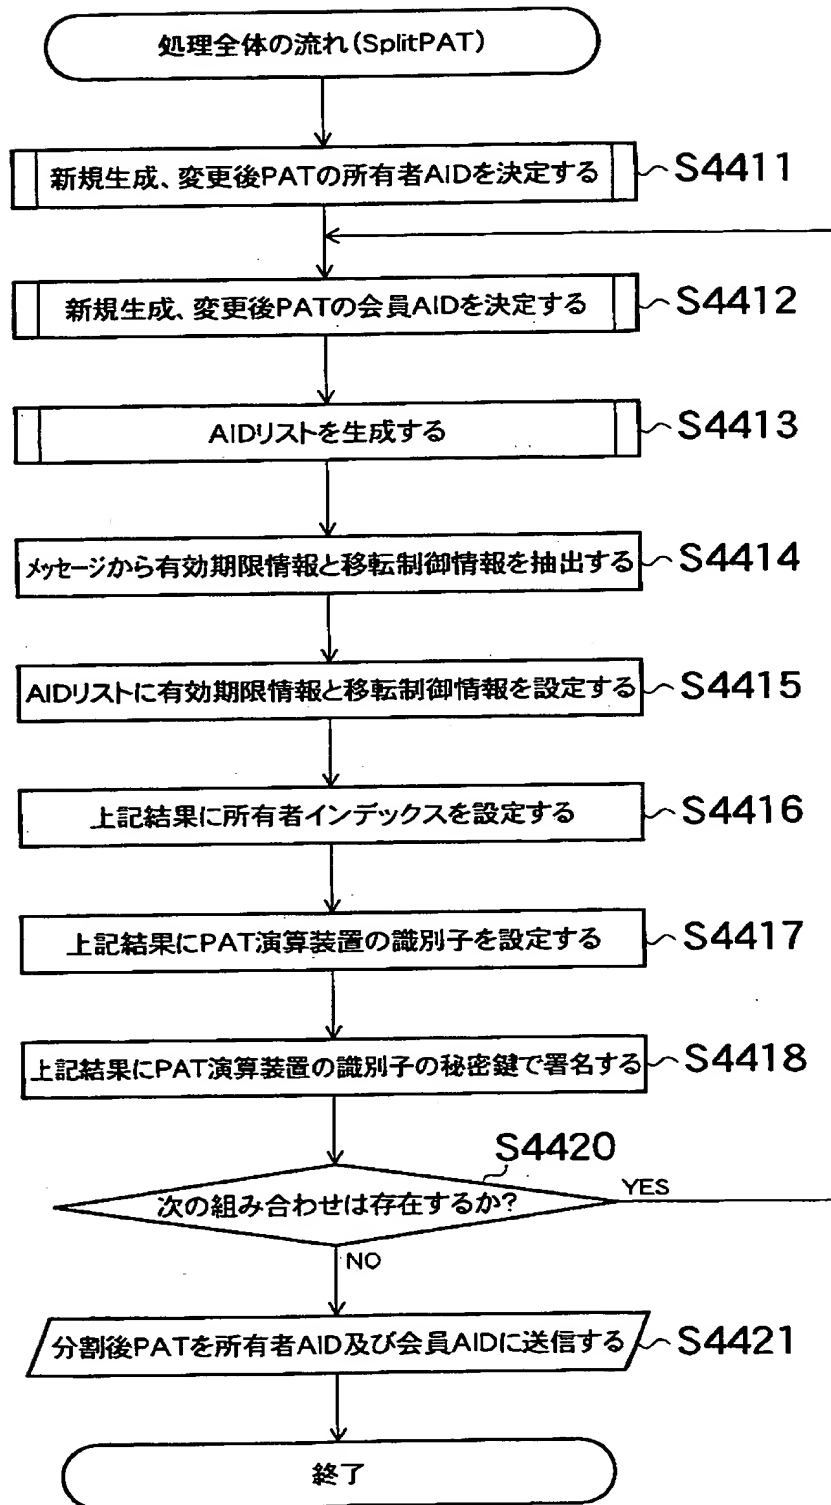 処理全体の流れ(SplitPAT)
新規生成、変更後PATの所有者AIDを決定する
S4411
新規生成、変更後PATの会員AIDを決定する
S4412
AIDリストを生成する
S4413
メッセージから有効期限情報と移転制御情報を抽出する
S4414
AIDリストに有効期限情報と移転制御情報を設定する
S4415
上記結果に所有者インデックスを設定する
S4416
上記結果にPAT演算装置の識別子を設定する
S4417
上記結果にPAT演算装置の識別子の秘密鍵で署名する
S4418
S4420
次の組み合わせは存在するか?
YES
NO
分割後PATを所有者AID及び会員AIDに送信する
S4421
終了